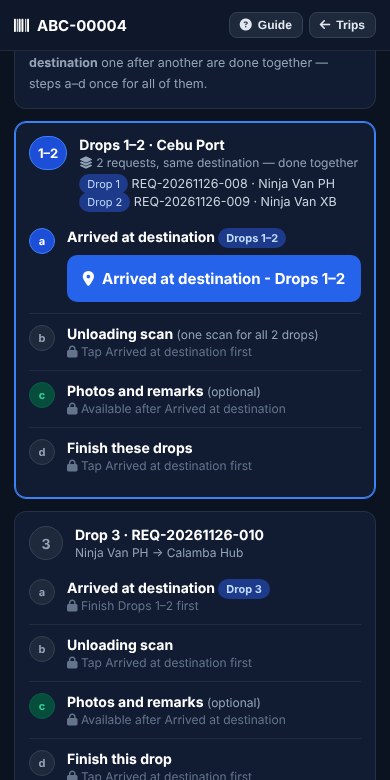 ABC-00004
Guide
Trips
destination one after another are done together —
steps a–d once for all of them.
1–2
Drops 1–2 · Cebu Port
2 requests, same destination — done together
Drop 1 REQ-20261126-008 · Ninja Van PH
Drop 2 REQ-20261126-009 · Ninja Van XB
a
Arrived at destination Drops 1–2
Arrived at destination - Drops 1–2
b
Unloading scan (one scan for all 2 drops)
Tap Arrived at destination first
c
Photos and remarks (optional)
Available after Arrived at destination
d
Finish these drops
Tap Arrived at destination first
3
Drop 3 · REQ-20261126-010
Ninja Van PH → Calamba Hub
a
Arrived at destination Drop 3
Finish Drops 1–2 first
b
Unloading scan
Tap Arrived at destination first
c
Photos and remarks (optional)
Available after Arrived at destination
d
Finish this drop
Tap Arrived at destination first